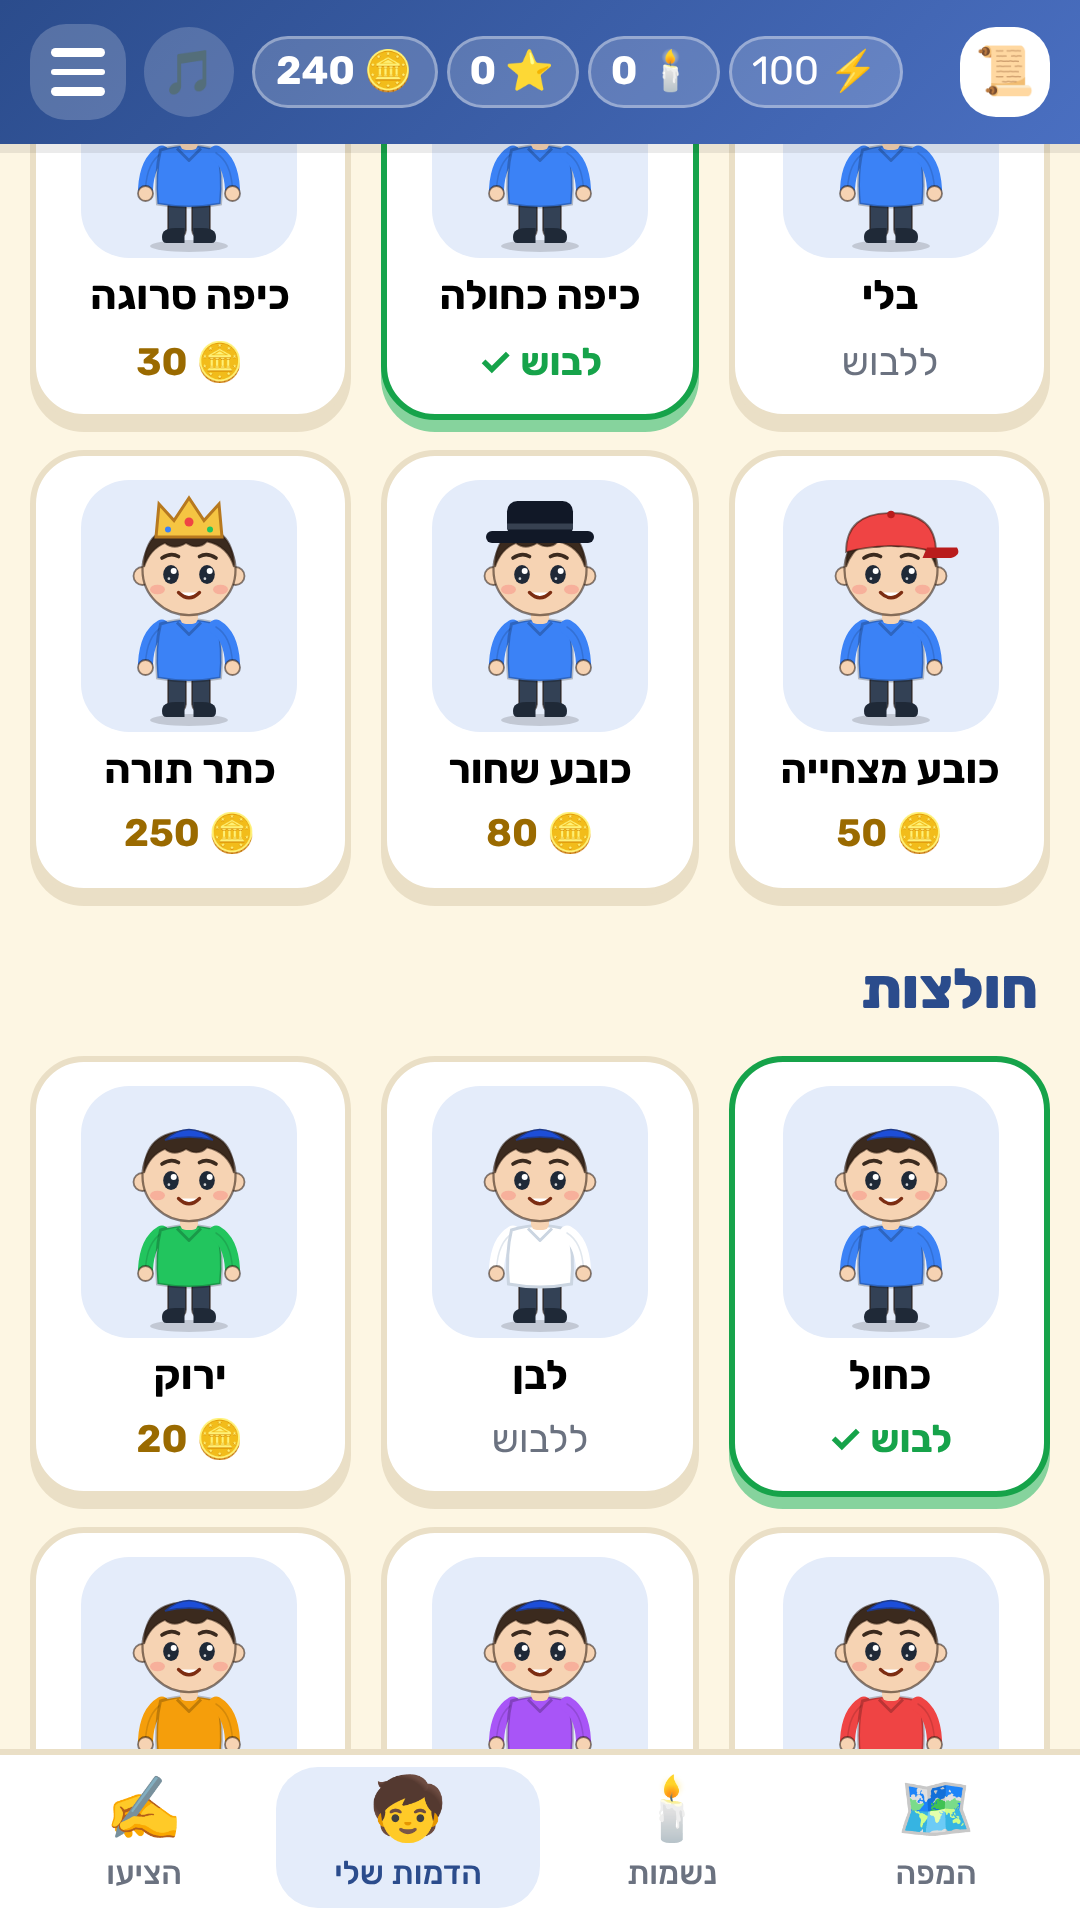 240 0 0 100
בלי
ללבוש
כיפה כחולה
לבוש ✓
כיפה סרוגה
30
כובע מצחייה
50
כובע שחור
80
כתר תורה
250
חולצות
כחול
לבוש ✓
לבן
ללבוש
ירוק
20
המפה
נשמות
הדמות שלי
הציעו